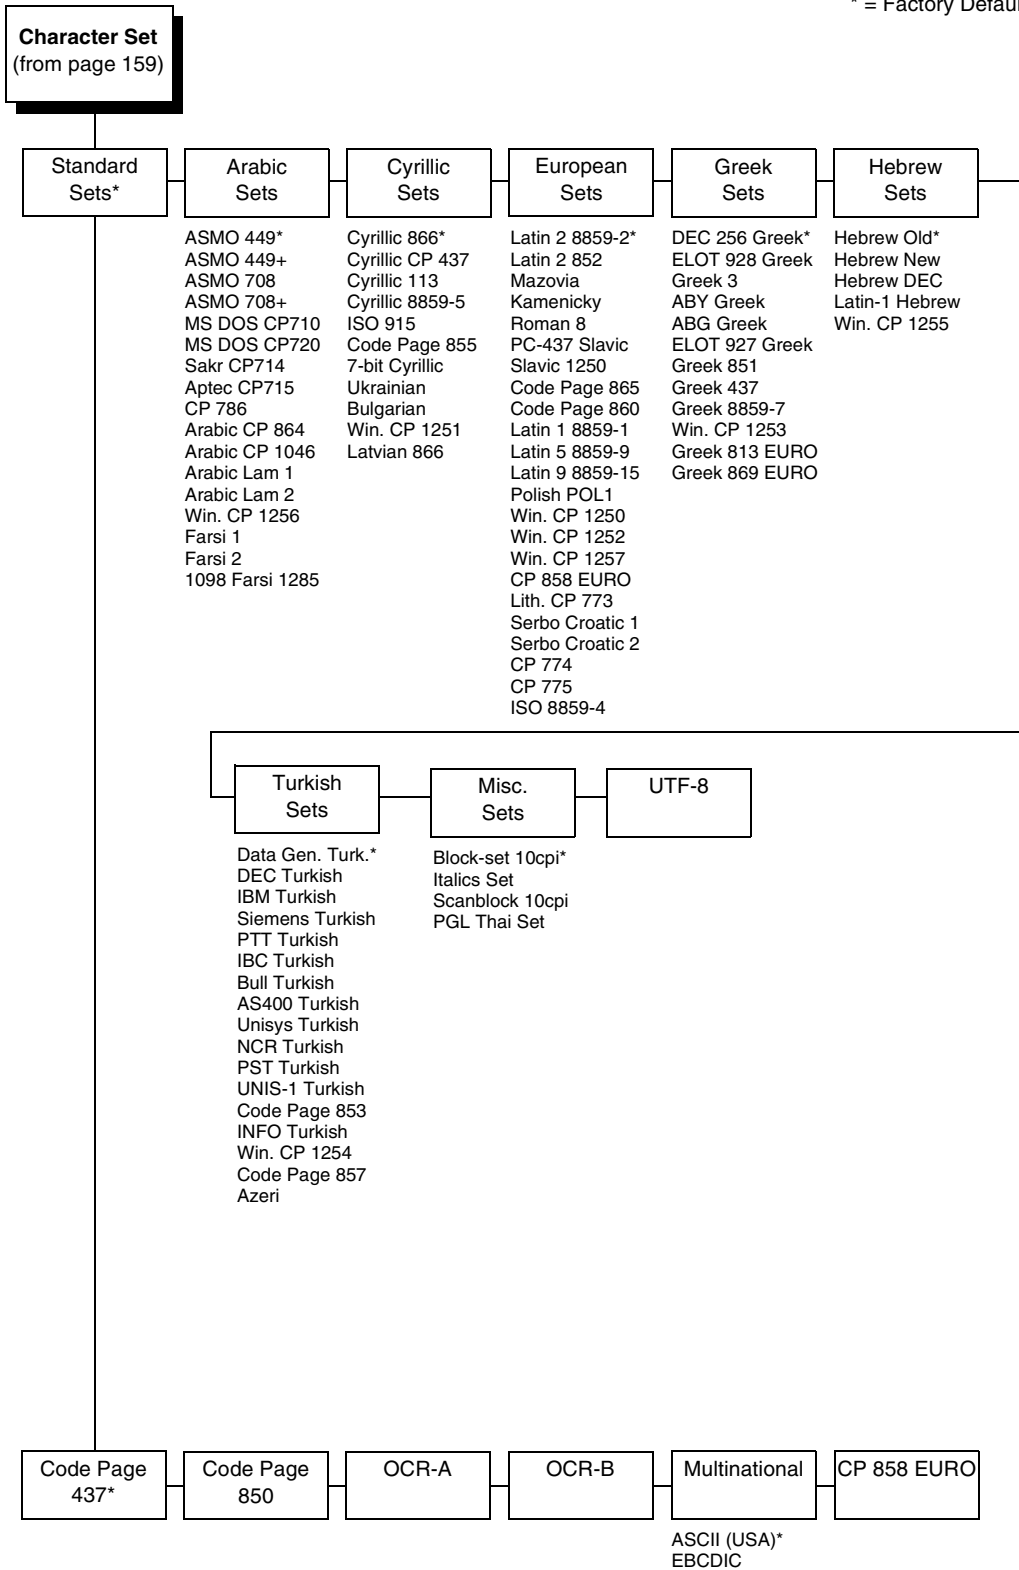 * = Factory Defaul
Character Set
(from page 159)
Standard
Sets*
Arabic
Sets
Cyrillic
Sets
European
Sets
Greek
Sets
Hebrew
Sets
ASMO 449*
ASMO 449+
ASMO 708
ASMO 708+
MS DOS CP710
MS DOS CP720
Sakr CP714
Aptec CP715
CP 786
Arabic CP 864
Arabic CP 1046
Arabic Lam 1
Arabic Lam 2
Win. CP 1256
Farsi 1
Farsi 2
1098 Farsi 1285
Cyrillic 866*
Cyrillic CP 437
Cyrillic 113
Cyrillic 8859-5
ISO 915
Code Page 855
7-bit Cyrillic
Ukrainian
Bulgarian
Win. CP 1251
Latvian 866
Latin 2 8859-2*
Latin 2 852
Mazovia
Kamenicky
Roman 8
PC-437 Slavic
Slavic 1250
Code Page 865
Code Page 860
Latin 1 8859-1
Latin 5 8859-9
Latin 9 8859-15
Polish POL1
Win. CP 1250
Win. CP 1252
Win. CP 1257
CP 858 EURO
Lith. CP 773
Serbo Croatic 1
Serbo Croatic 2
CP 774
CP 775
ISO 8859-4
DEC 256 Greek*
ELOT 928 Greek
Greek 3
ABY Greek
ABG Greek
ELOT 927 Greek
Greek 851
Greek 437
Greek 8859-7
Win. CP 1253
Greek 813 EURO
Greek 869 EURO
Hebrew Old*
Hebrew New
Hebrew DEC
Latin-1 Hebrew
Win. CP 1255
Turkish
Sets
Misc.
Sets
UTF-8
Data Gen. Turk.*
DEC Turkish
IBM Turkish
Siemens Turkish
PTT Turkish
IBC Turkish
Bull Turkish
AS400 Turkish
Unisys Turkish
NCR Turkish
PST Turkish
UNIS-1 Turkish
Code Page 853
INFO Turkish
Win. CP 1254
Code Page 857
Azeri
Block-set 10cpi*
Italics Set
Scanblock 10cpi
PGL Thai Set
Code Page
437*
Code Page
850
OCR-A
OCR-B
Multinational
CP 858 EURO
ASCII (USA)*
EBCDIC